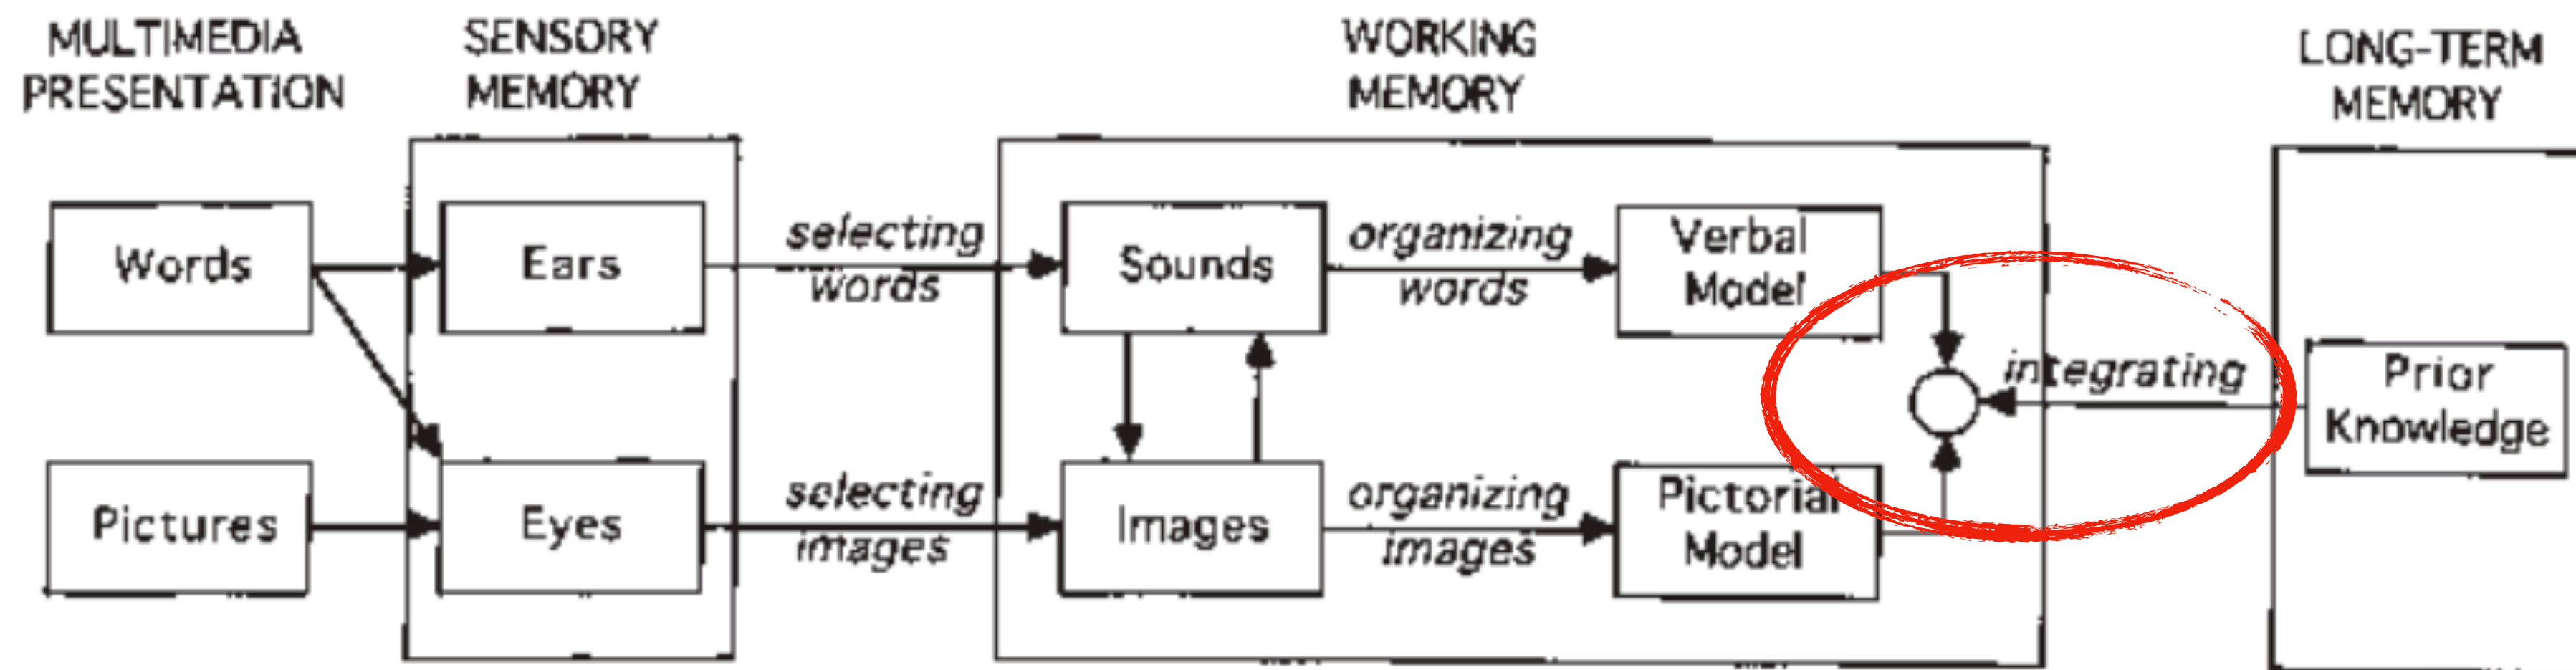 MULTIMEDIA
PRESENTATION
SENSORY
MEMORY
WORKING
MEMORY
LONG-TERM
MEMORY
Words
Ears
selecting
words
Sounds
organizing
words
Verbal
Model
integrating
Prior
Knowledge
Pictures
Eyes
selecting
images
Images
organizing
images
Pictorial
Model